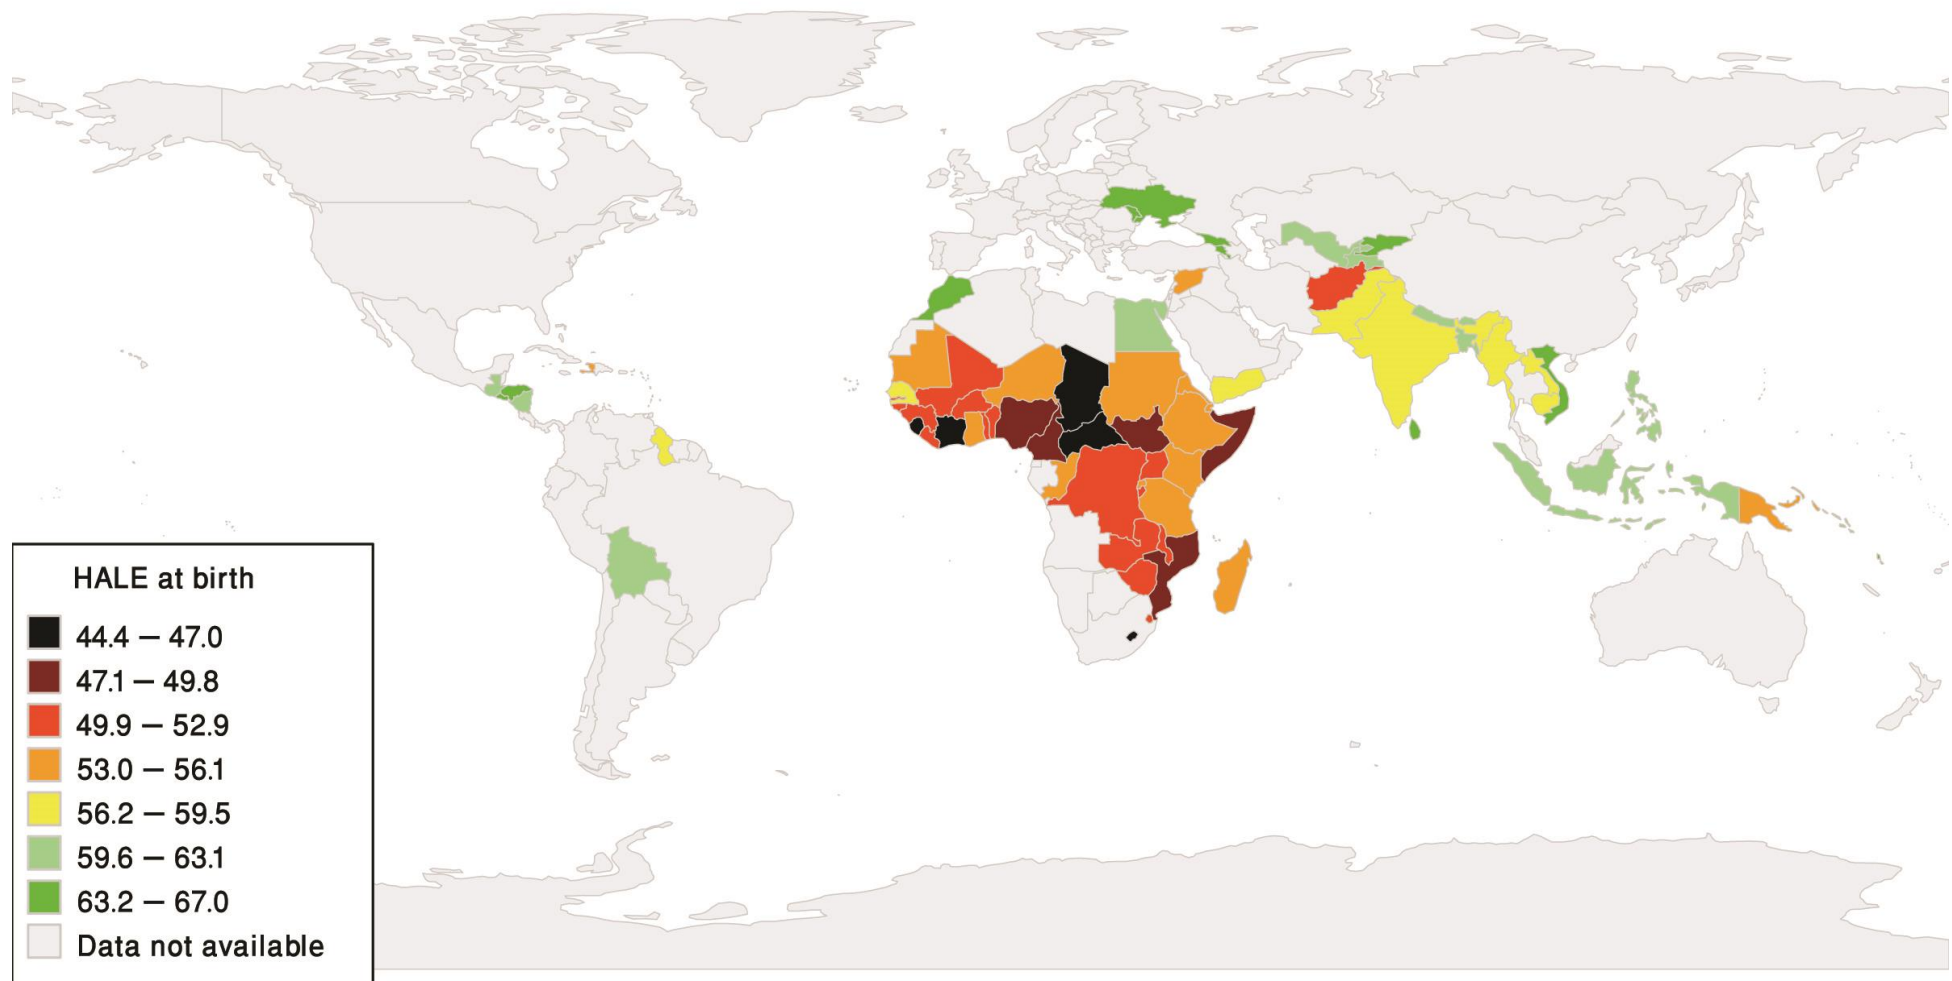 HALE at birth
44.4 – 47.0
47.1 – 49.8
49.9 – 52.9
53.0 – 56.1
56.2 – 59.5
59.6 – 63.1
63.2 – 67.0
Data not available